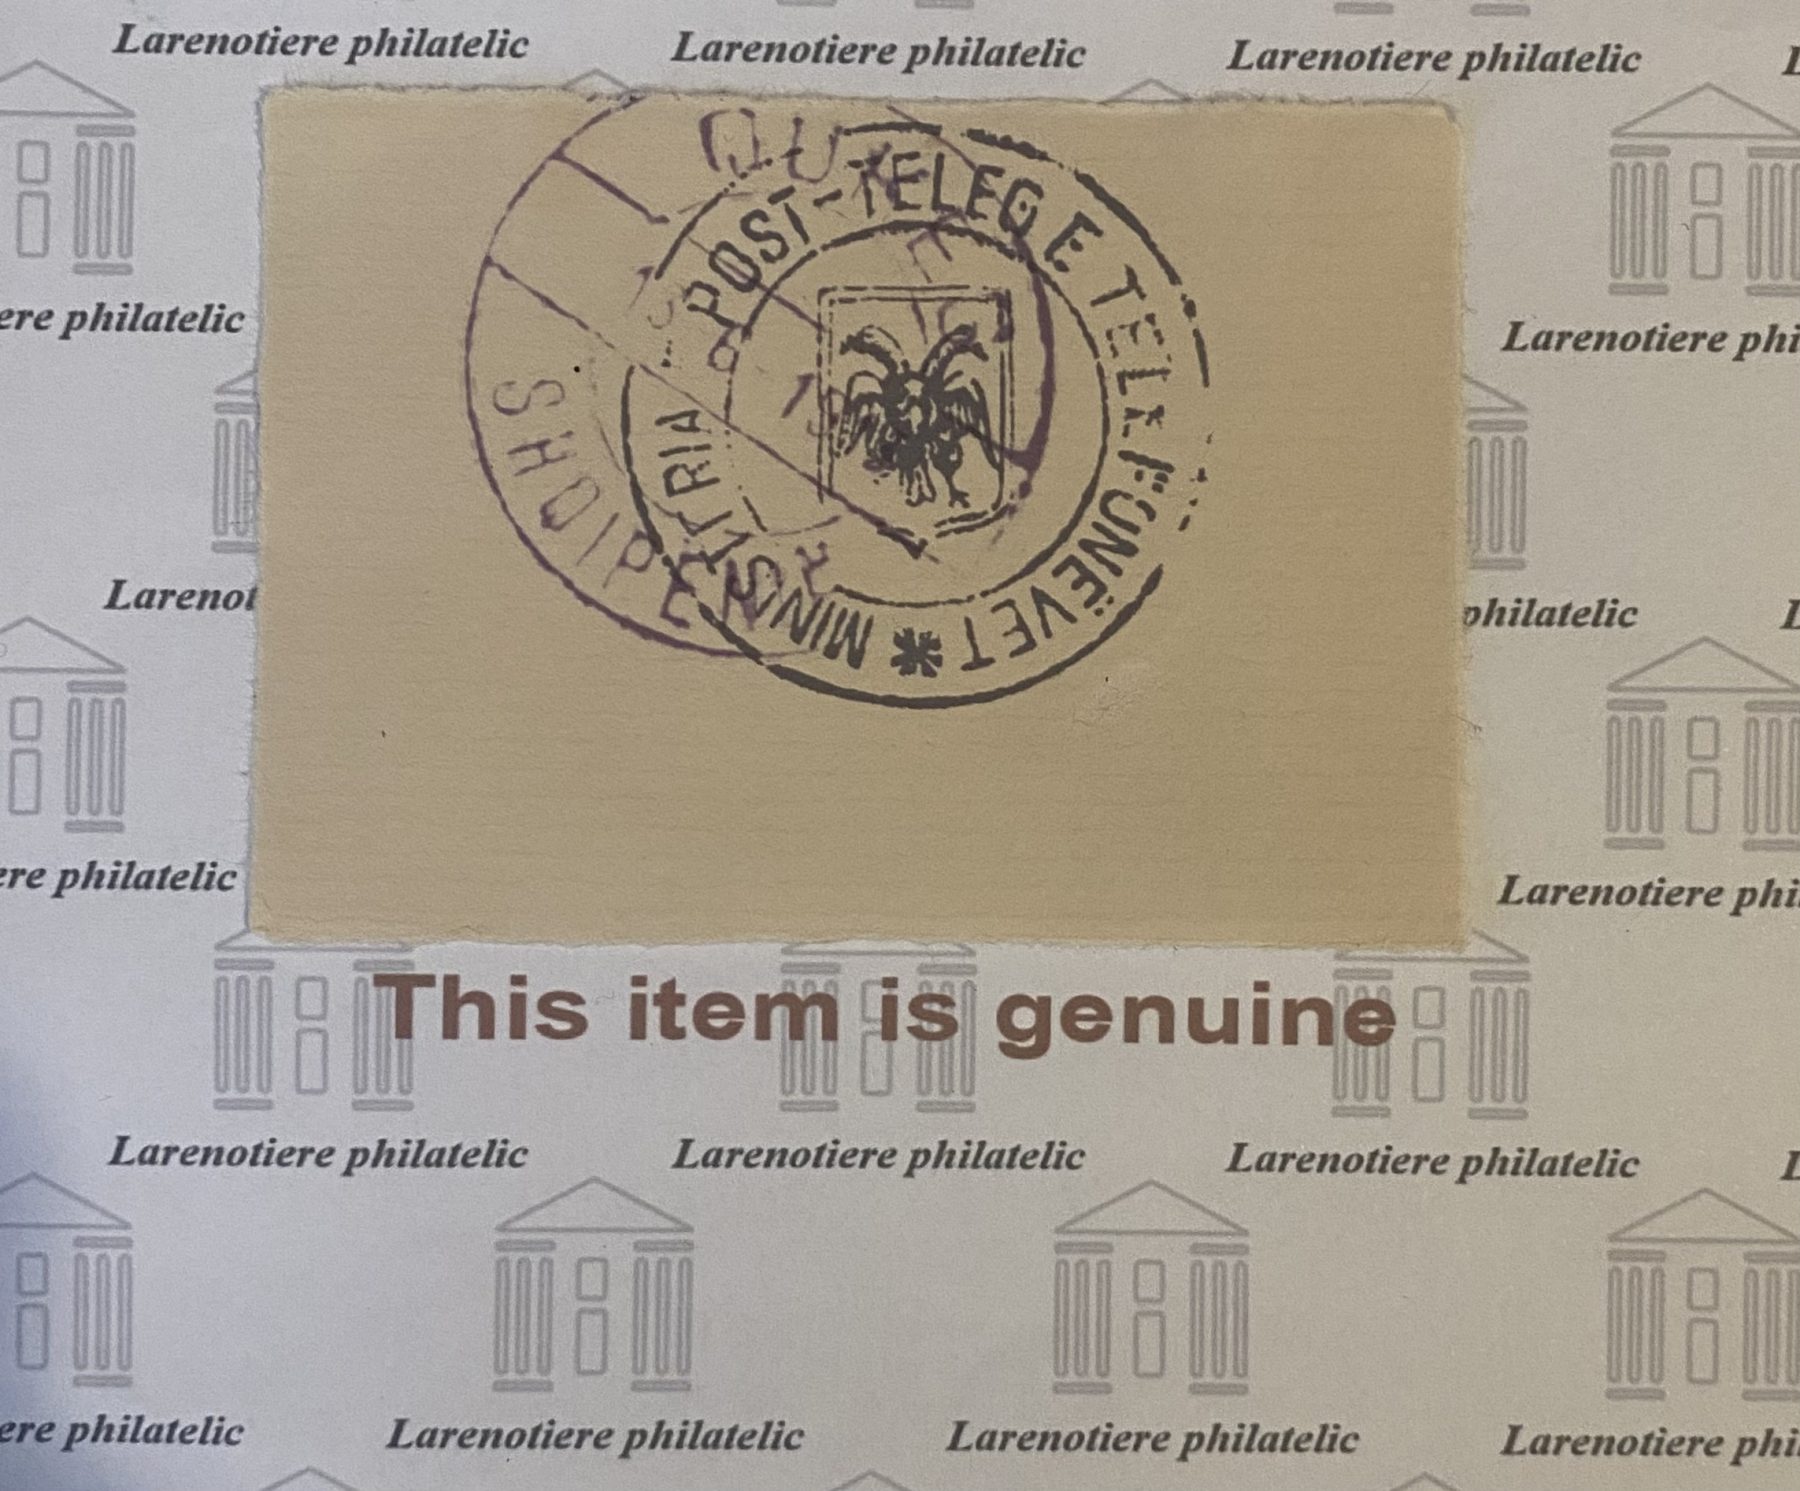 Larenotiere philatelic
Larenotiere philatelic
Larenotiere philatelic
L
MINISTRIA POST-TELEG E TELEFONËVET *
SHQIPË
ere philatelic
Larenotiere phi
Larenot
philatelic
L
ere philatelic
Larenotiere phi
This item is genuine
Larenotiere philatelic
Larenotiere philatelic
Larenotiere philatelic
L
ere philatelic
Larenotiere philatelic
Larenotiere philatelic
Larenotiere phi